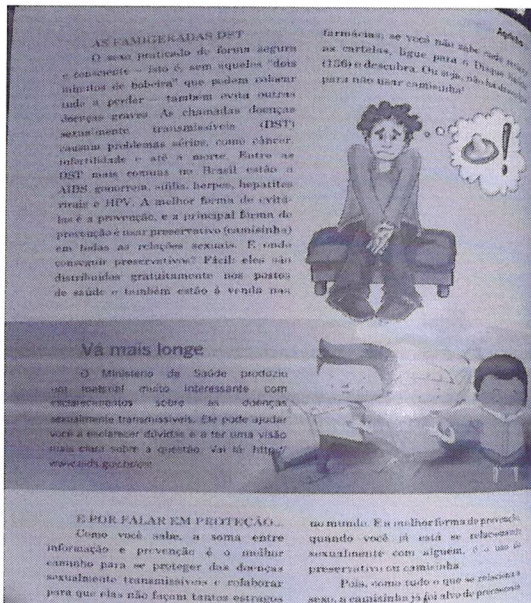 AS FAMIGERADAS DST
O sexo praticado de forma segura
e consciente – isto é, sem aqueles "dois
minutos de bobeira" que podem colocar
tudo a perder – também evita outras
doenças graves. As chamadas doenças
sexualmente transmissíveis (DST)
causam problemas sérios, como câncer,
infertilidade e até a morte. Entre as
DST mais comuns no Brasil estão a
AIDS, gonorreia, sífilis, herpes, hepatites
virais e HPV. A melhor forma de evitá-
las é a prevenção, e a principal forma de
prevenção é usar preservativo (camisinha)
em todas as relações sexuais. E onde
conseguir preservativos? Fácil: eles são
distribuídos gratuitamente nos postos
de saúde e também estão à venda nas
farmácias; se você não sabe onde
as cartelas, ligue para o Disque
(136) e descubra. Ou seja, não há
para não usar camisinha!
!
Vá mais longe
O Ministério da Saúde produziu
um material muito interessante com
esclarecimentos sobre as doenças
sexualmente transmissíveis. Ele pode ajudar
você a esclarecer dúvidas e a ter uma visão
mais clara sobre a questão. Vai lá: http://
E POR FALAR EM PROTEÇÃO...
Como você sabe, a soma entre
informação e prevenção é o melhor
caminho para se proteger das doenças
sexualmente transmissíveis e colaborar
para que elas não façam tantos estragos
no mundo. E a melhor forma de prevenção,
quando você já está se relacionando
sexualmente com alguém, é o uso de
preservativo ou camisinha.
Pois, como tudo o que se relaciona a
sexo, a camisinha já foi alvo de